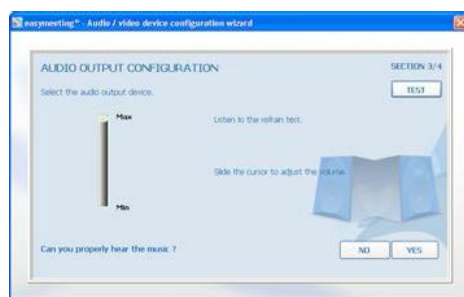 easymeeting® - Audio / video device configuration wizard
AUDIO OUTPUT CONFIGURATION
SECTION 3/4
Select the audio output device.
TEST
Max
Listen to the refrain test.
Slide the cursor to adjust the volume.
Min
Can you properly hear the music ?
NO
YES